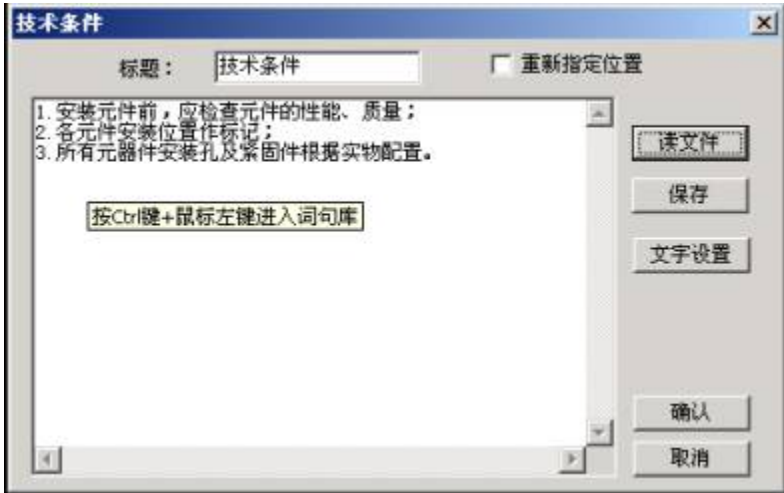 技术条件
标题：
技术条件
重新指定位置
1.安装元件前，应检查元件的性能、质量；
2.各元件安装位置作标记；
3.所有元器件安装孔及紧固件根据实物配置。
按Ctrl键+鼠标左键进入词句库
读文件
保存
文字设置
确认
取消